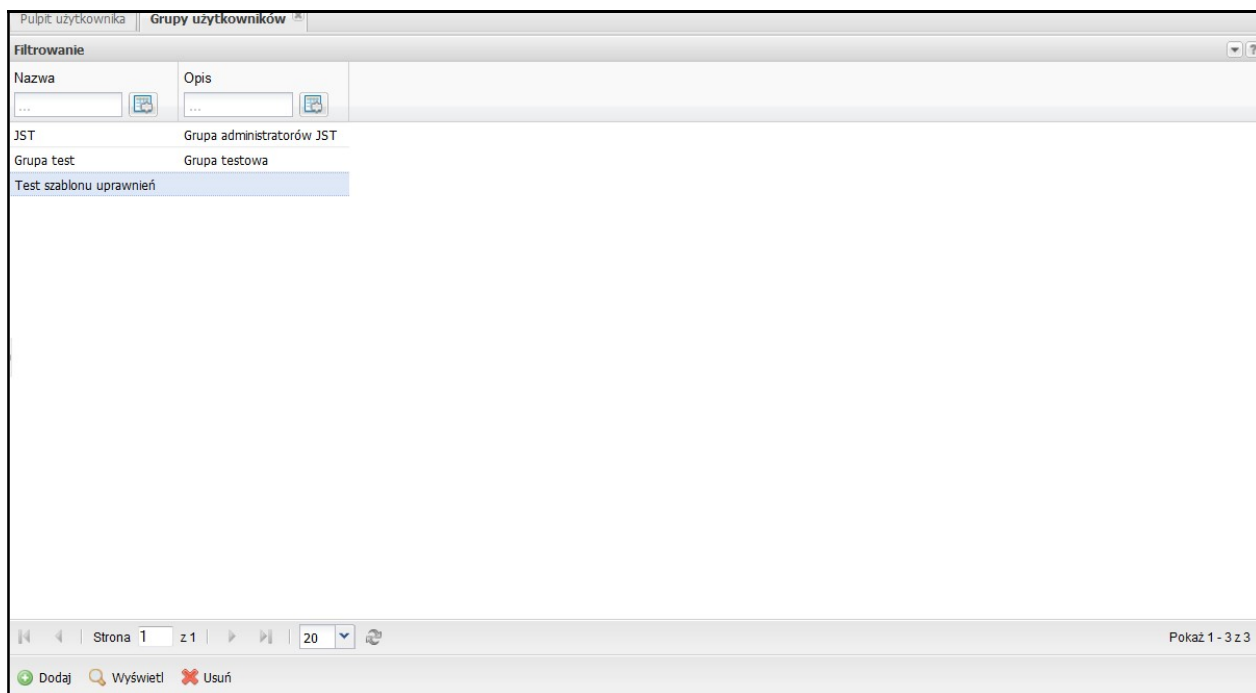 Pulpit użytkownika Grupy użytkowników
Filtrowanie ?
Nazwa Opis
... ...
JST Grupa administratorów JST
Grupa test Grupa testowa
Test szablonu uprawnień
Strona 1 z 1 20 Pokaż 1 - 3 z 3
Dodaj Wyświetl Usuń